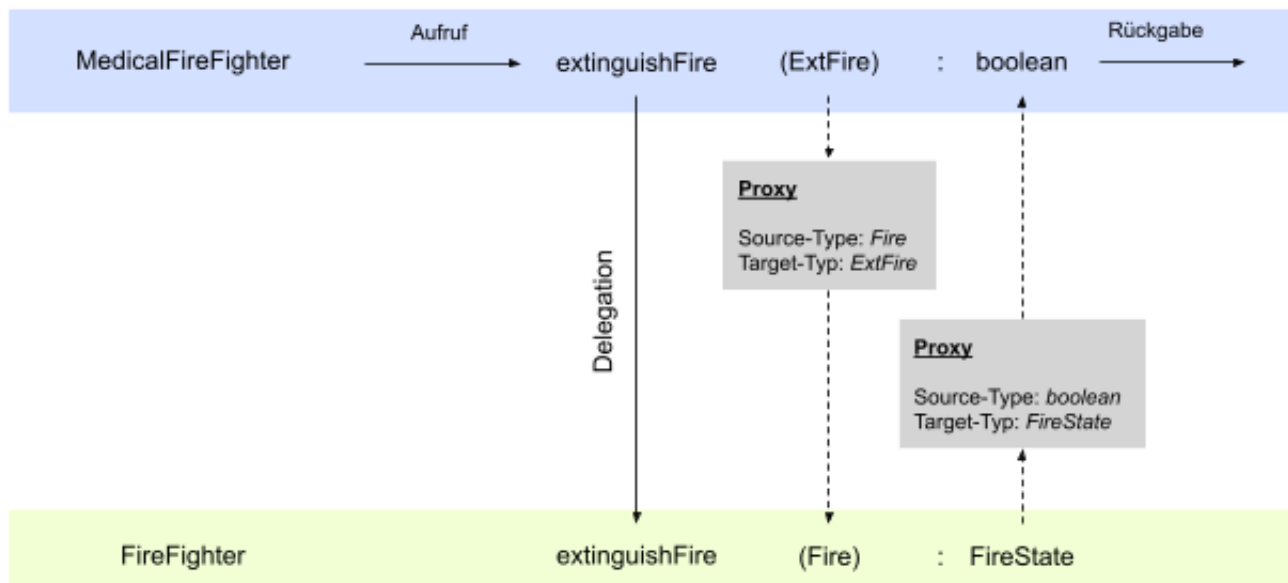 Aufruf
Rückgabe
MedicalFireFighter extinguishFire (ExtFire) : boolean
Proxy
Source-Type: Fire
Target-Typ: ExtFire
Delegation
Proxy
Source-Type: boolean
Target-Typ: FireState
FireFighter extinguishFire (Fire) : FireState